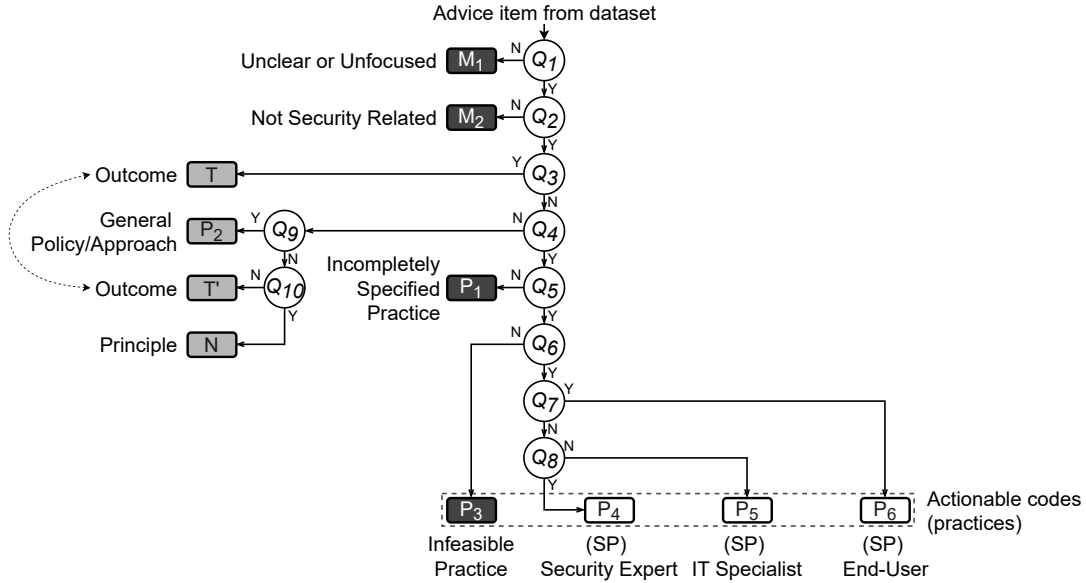 Advice item from dataset
Unclear or Unfocused M1 N Q1
Y
Not Security Related M2 N Q2
Y
Outcome T Y Q3
N
General
Policy/Approach P2 Y Q9 N Q4
N Y
Outcome T' N Q10
Y
Incompletely
Specified
Practice P1 N Q5
Y
Principle N
N Q6
Y
Q7 Y
N
Q8 N
Y
P3 P4 P5 P6
Actionable codes
(practices)
Infeasible
Practice
(SP)
Security Expert
(SP)
IT Specialist
(SP)
End-User